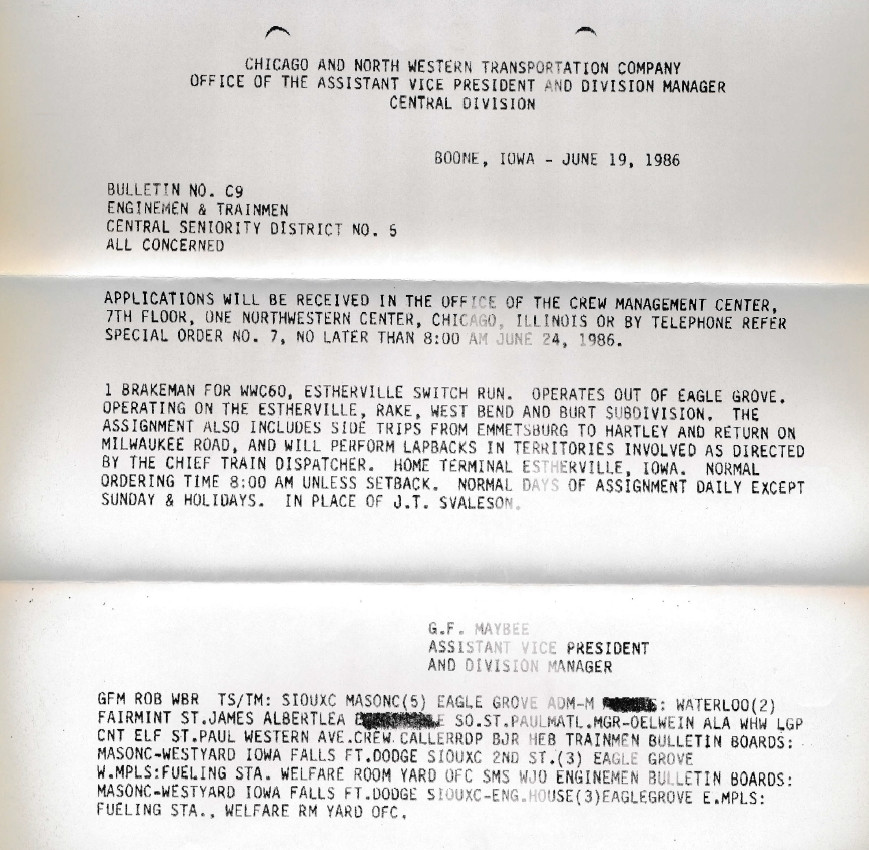 CHICAGO AND NORTH WESTERN TRANSPORTATION COMPANY
OFFICE OF THE ASSISTANT VICE PRESIDENT AND DIVISION MANAGER
CENTRAL DIVISION
BOONE, IOWA - JUNE 19, 1986
BULLETIN NO. C9
ENGINEMEN & TRAINMEN
CENTRAL SENIORITY DISTRICT NO. 5
ALL CONCERNED
APPLICATIONS WILL BE RECEIVED IN THE OFFICE OF THE CREW MANAGEMENT CENTER,
7TH FLOOR, ONE NORTHWESTERN CENTER, CHICAGO, ILLINOIS OR BY TELEPHONE REFER
SPECIAL ORDER NO. 7, NO LATER THAN 8:00 AM JUNE 24, 1986.
1 BRAKEMAN FOR WWC60, ESTHERVILLE SWITCH RUN. OPERATES OUT OF EAGLE GROVE.
OPERATING ON THE ESTHERVILLE, RAKE, WEST BEND AND BURT SUBDIVISION. THE
ASSIGNMENT ALSO INCLUDES SIDE TRIPS FROM EMMETSBURG TO HARTLEY AND RETURN ON
MILWAUKEE ROAD, AND WILL PERFORM LAPBACKS IN TERRITORIES INVOLVED AS DIRECTED
BY THE CHIEF TRAIN DISPATCHER. HOME TERMINAL ESTHERVILLE, IOWA. NORMAL
ORDERING TIME 8:00 AM UNLESS SETBACK. NORMAL DAYS OF ASSIGNMENT DAILY EXCEPT
SUNDAY & HOLIDAYS. IN PLACE OF J.T. SVALESON.
G.F. MAYBEE
ASSISTANT VICE PRESIDENT
AND DIVISION MANAGER
GFM ROB WBR TS/TM: SIOUXC MASONC(5) EAGLE GROVE ADM-M : WATERLOO(2)
FAIRMINT ST.JAMES ALBERTLEA SO.ST.PAULMATL.MGR-OELWEIN ALA WHW LGP
CNT ELF ST.PAUL WESTERN AVE.CREW CALLERRDP BJR HEB TRAINMEN BULLETIN BOARDS:
MASONC-WESTYARD IOWA FALLS FT.DODGE SIOUXC 2ND ST.(3) EAGLE GROVE
W.MPLS:FUELING STA. WELFARE ROOM YARD OFC SMS WJO ENGINEMEN BULLETIN BOARDS:
MASONC-WESTYARD IOWA FALLS FT.DODGE SIOUXC-ENG.HOUSE(3)EAGLEGROVE E.MPLS:
FUELING STA., WELFARE RM YARD OFC.